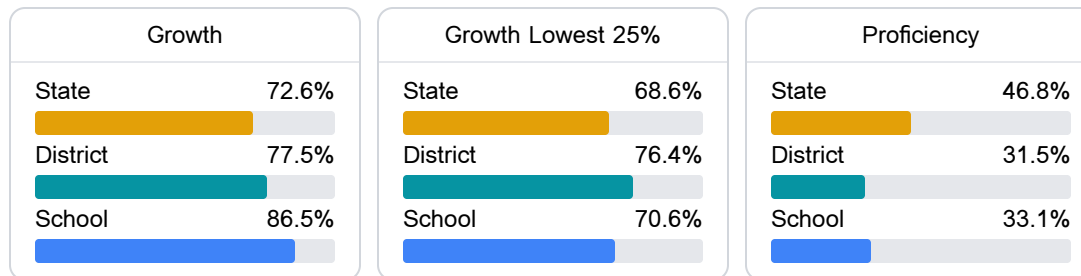 Growth
State 72.6%
District 77.5%
School 86.5%
Growth Lowest 25%
State 68.6%
District 76.4%
School 70.6%
Proficiency
State 46.8%
District 31.5%
School 33.1%